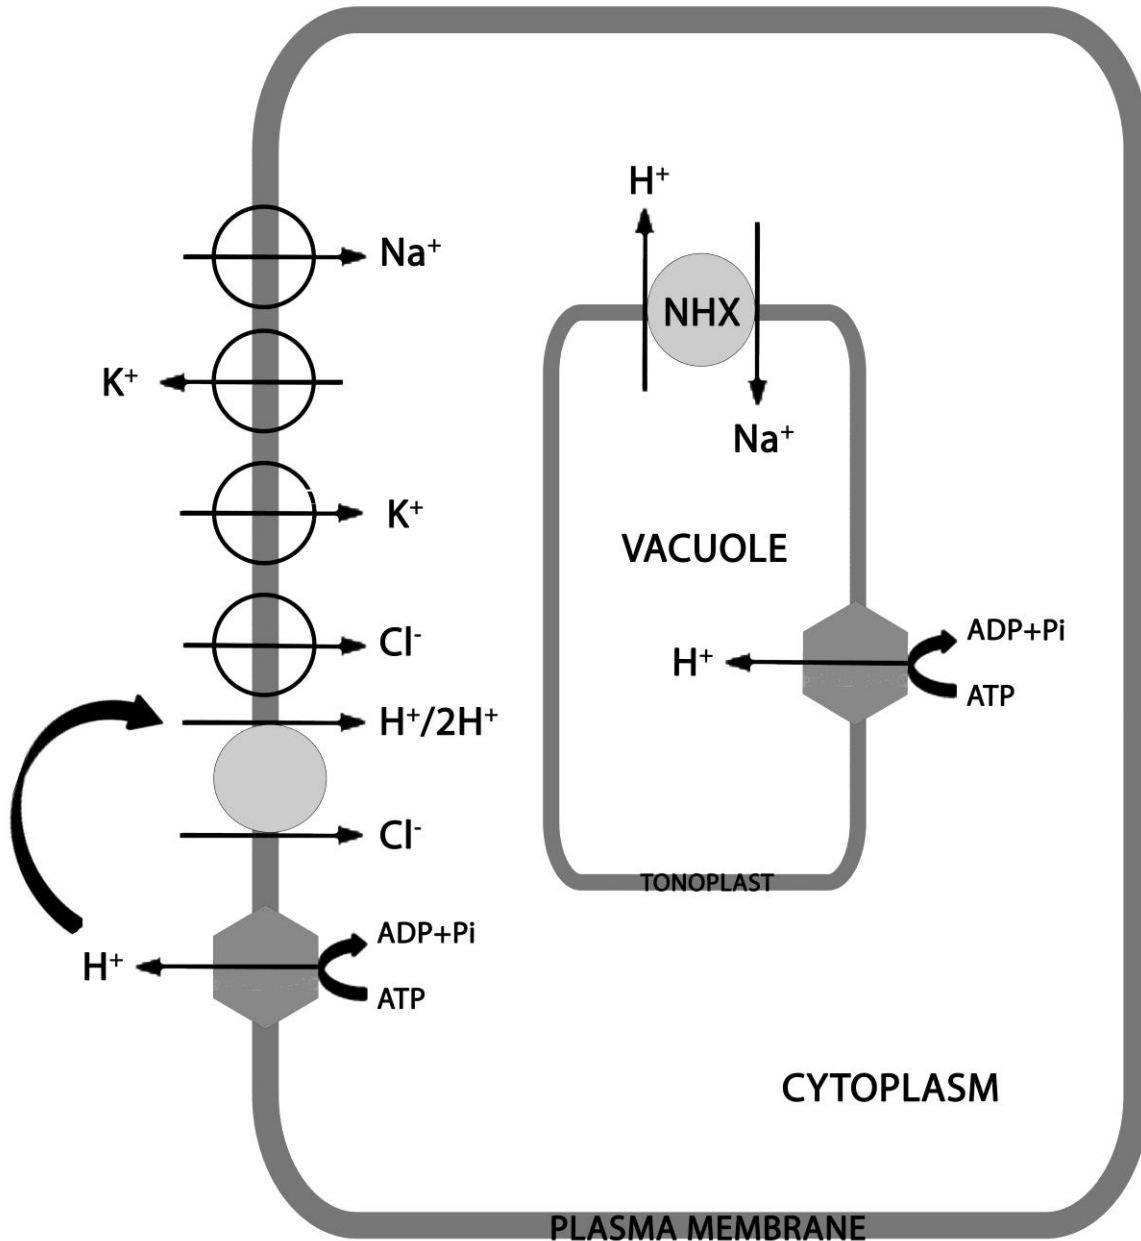 H⁺
Na⁺
NHX
K⁺
Na⁺
K⁺
VACUOLE
ADP+Pi
Cl⁻
H⁺
ATP
H⁺/2H⁺
Cl⁻
TONOPLAST
ADP+Pi
H⁺
ATP
CYTOPLASM
PLASMA MEMBRANE